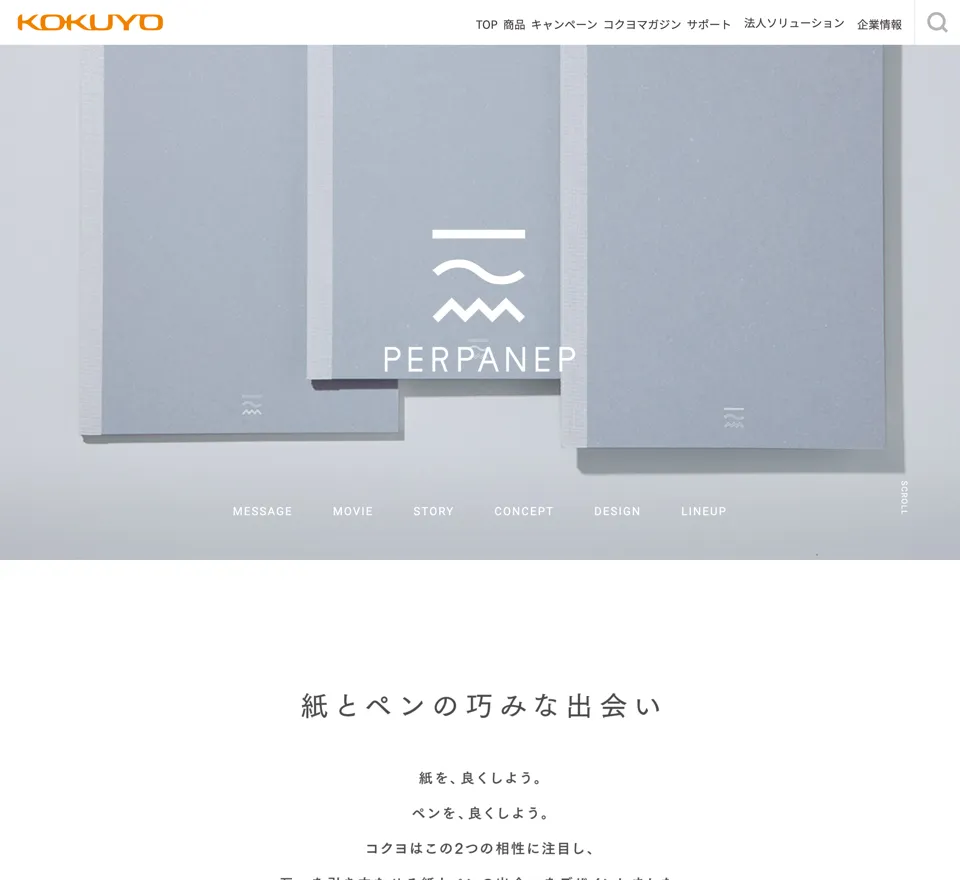 KOKUYO
TOP 商品 キャンペーン コクヨマガジン サポート 法人ソリューション 企業情報
PERPANEP
SCROLL
MESSAGE MOVIE STORY CONCEPT DESIGN LINEUP
紙とペンの巧みな出会い
紙を、良くしよう。
ペンを、良くしよう。
コクヨはこの2つの相性に注目し、